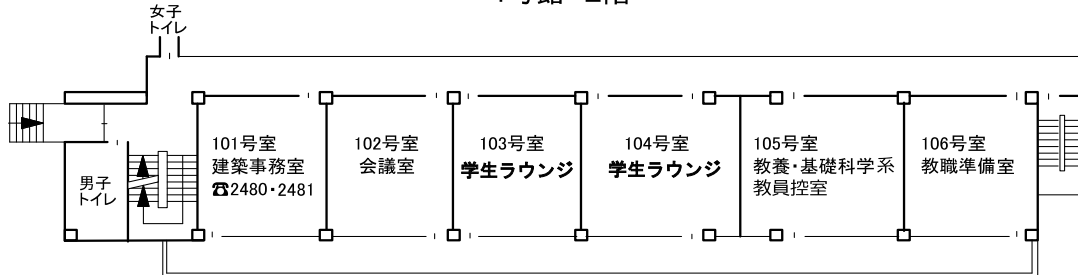 女子
トイレ
101号室
建築事務室
☎2480・2481
102号室
会議室
103号室
学生ラウンジ
104号室
学生ラウンジ
105号室
教養・基礎科学系
教員控室
106号室
教職準備室
男子
トイレ